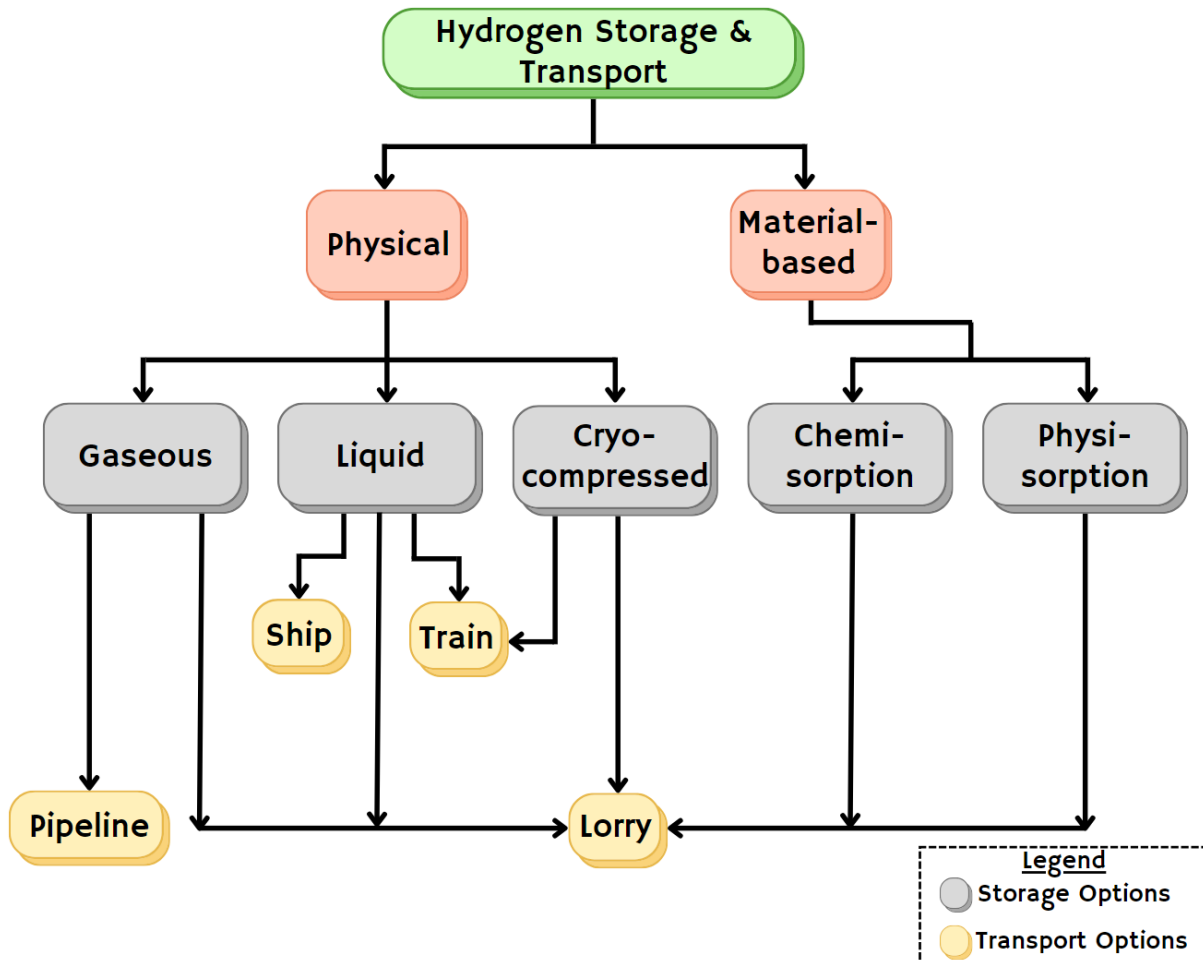 Hydrogen Storage &
Transport
Physical
Material-
based
Gaseous
Liquid
Cryo-
compressed
Chemi-
sorption
Physi-
sorption
Ship
Train
Pipeline
Lorry
Legend
Storage Options
Transport Options